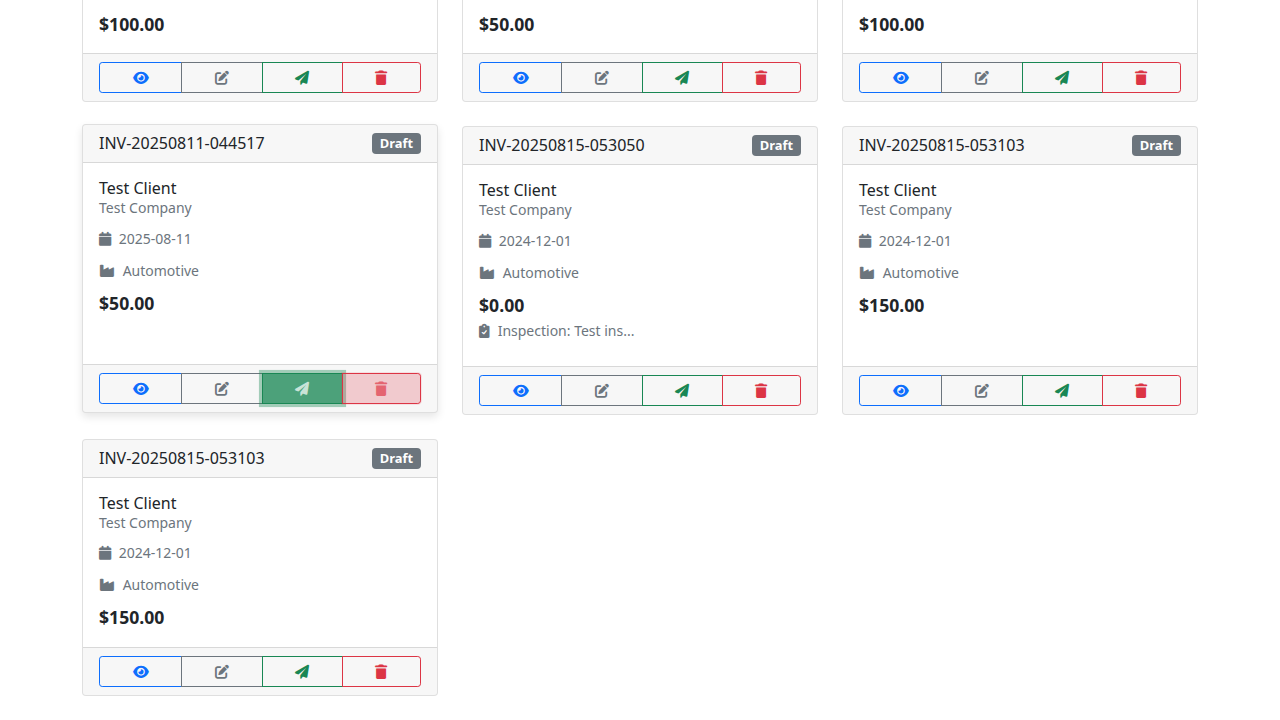 $100.00
$50.00
$100.00
INV-20250811-044517 Draft
Test Client
Test Company
2025-08-11
Automotive
$50.00
INV-20250815-053050 Draft
Test Client
Test Company
2024-12-01
Automotive
$0.00
Inspection: Test ins...
INV-20250815-053103 Draft
Test Client
Test Company
2024-12-01
Automotive
$150.00
INV-20250815-053103 Draft
Test Client
Test Company
2024-12-01
Automotive
$150.00